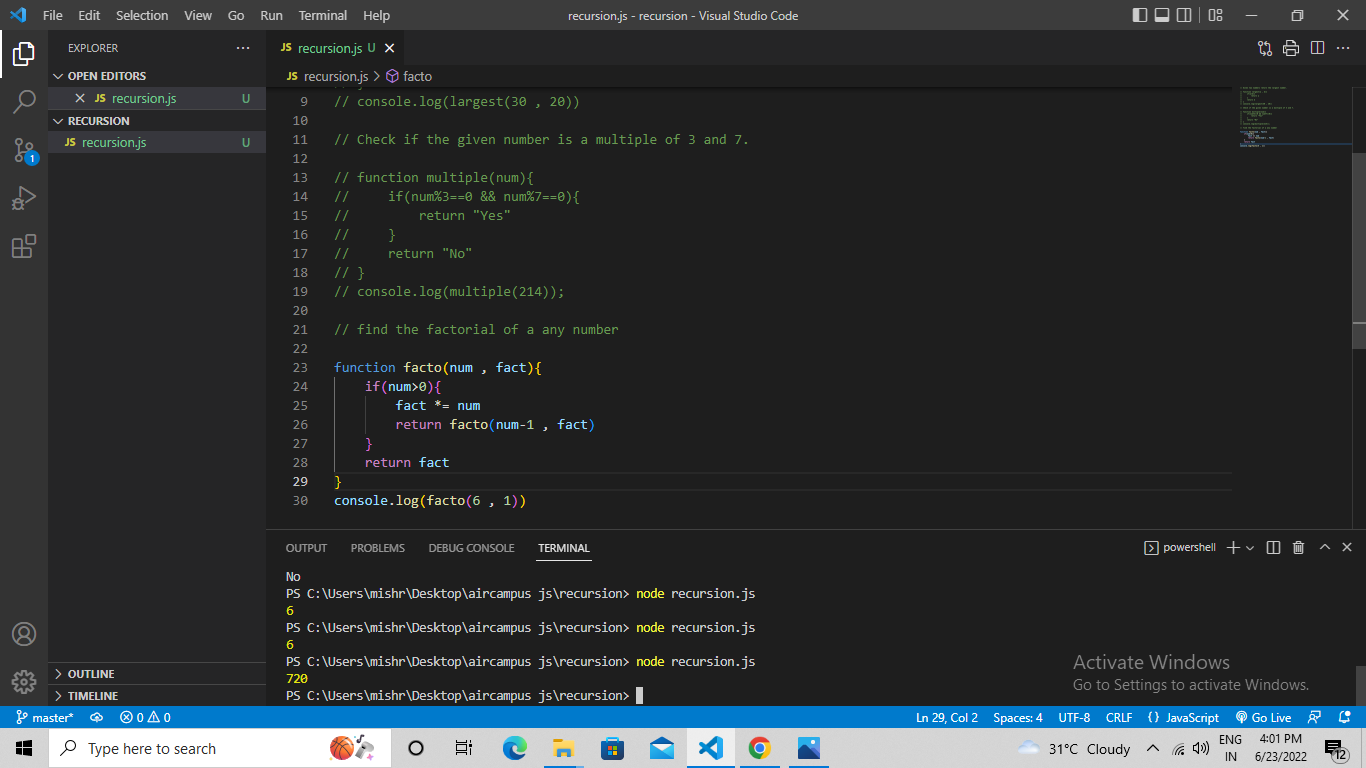 File Edit Selection View Go Run Terminal Help recursion.js - recursion - Visual Studio Code
EXPLORER
OPEN EDITORS
JS recursion.js U
RECURSION
JS recursion.js U
1
OUTLINE
TIMELINE
JS recursion.js U
JS recursion.js > facto
9 // console.log(largest(30 , 20))
10
11 // Check if the given number is a multiple of 3 and 7.
12
13 // function multiple(num){
14 //     if(num%3==0 && num%7==0){
15 //         return "Yes"
16 //     }
17 //     return "No"
18 // }
19 // console.log(multiple(214));
20
21 // find the factorial of a any number
22
23 function facto(num , fact){
24     if(num>0){
25         fact *= num
26         return facto(num-1 , fact)
27     }
28     return fact
29 }
30 console.log(facto(6 , 1))
OUTPUT PROBLEMS DEBUG CONSOLE TERMINAL powershell
No
PS C:\Users\mishr\Desktop\aircampus js\recursion> node recursion.js
6
PS C:\Users\mishr\Desktop\aircampus js\recursion> node recursion.js
6
PS C:\Users\mishr\Desktop\aircampus js\recursion> node recursion.js
720
PS C:\Users\mishr\Desktop\aircampus js\recursion>
Activate Windows
Go to Settings to activate Windows.
master* 0 0 Ln 29, Col 2 Spaces: 4 UTF-8 CRLF {} JavaScript Go Live
Type here to search 31°C Cloudy
ENG
IN
4:01 PM
6/23/2022
12